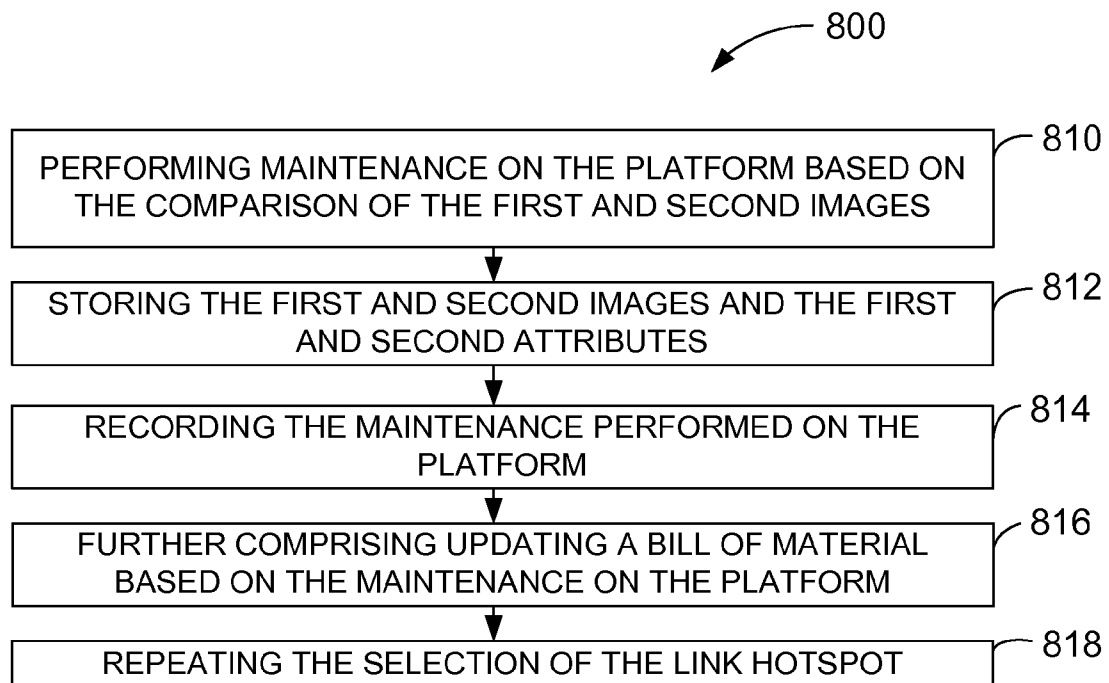 800
810
PERFORMING MAINTENANCE ON THE PLATFORM BASED ON
THE COMPARISON OF THE FIRST AND SECOND IMAGES
812
STORING THE FIRST AND SECOND IMAGES AND THE FIRST
AND SECOND ATTRIBUTES
814
RECORDING THE MAINTENANCE PERFORMED ON THE
PLATFORM
816
FURTHER COMPRISING UPDATING A BILL OF MATERIAL
BASED ON THE MAINTENANCE ON THE PLATFORM
818
REPEATING THE SELECTION OF THE LINK HOTSPOT